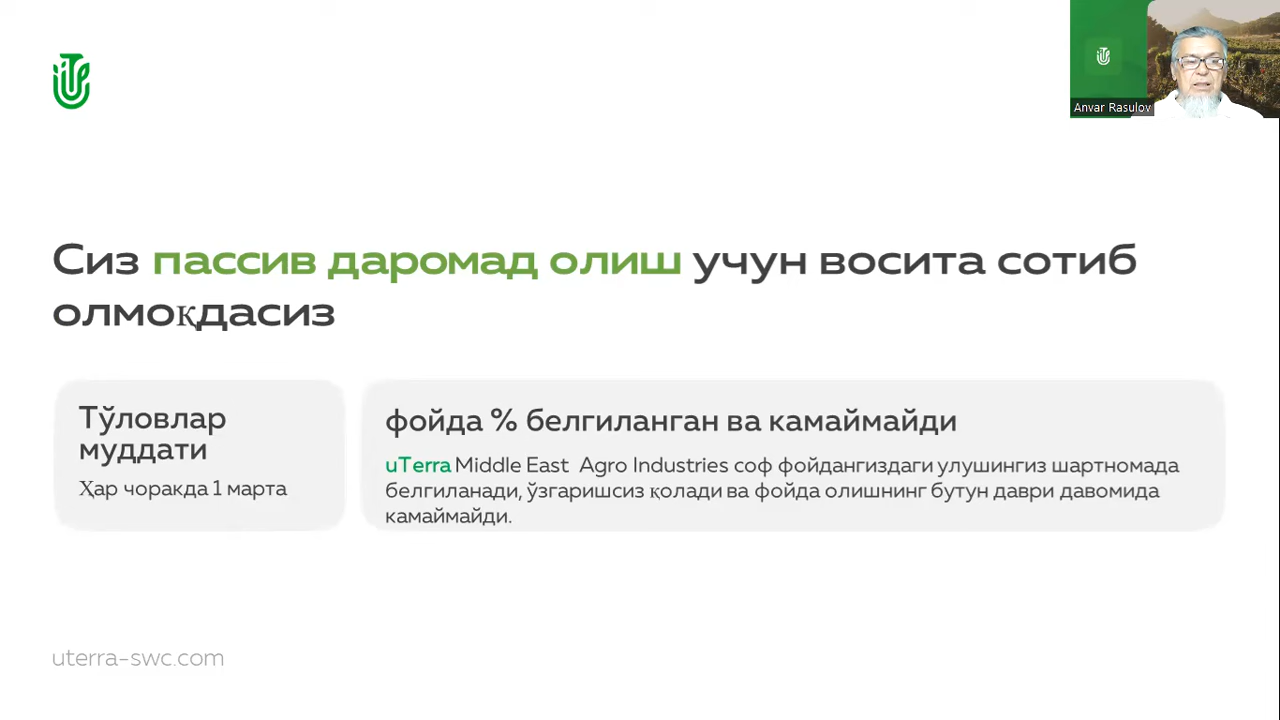 Anvar Rasulov
Сиз пассив даромад олиш учун восита сотиб
олмоқдасиз
Тўловлар
муддати
Ҳар чоракда 1 марта
фойда % белгиланган ва камаймайди
uTerra Middle East Agro Industries соф фойдангиздаги улушингиз шартномада
белгиланади, ўзгаришсиз қолади ва фойда олишнинг бутун даври давомида
камаймайди.
uterra-swc.com